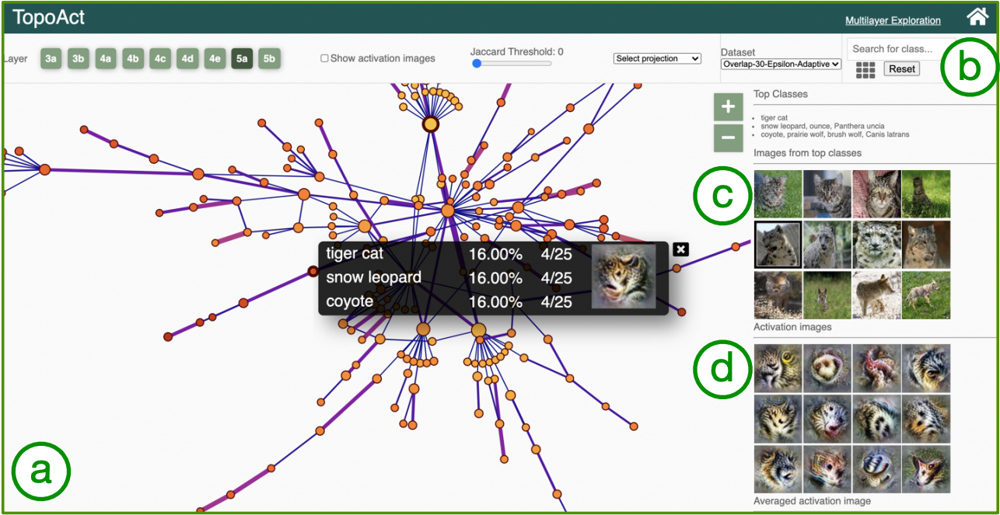 TopoAct
Multilayer Exploration
Layer 3a 3b 4a 4b 4c 4d 4e 5a 5b
Show activation images
Jaccard Threshold: 0
Select projection
Dataset
Overlap-30-Epsilon-Adaptive
Search for class...
Reset
b
+
−
Top Classes
• tiger cat
• snow leopard, ounce, Panthera uncia
• coyote, prairie wolf, brush wolf, Canis latrans
Images from top classes
c
tiger cat 16.00% 4/25
snow leopard 16.00% 4/25
coyote 16.00% 4/25
Activation images
d
a
Averaged activation image